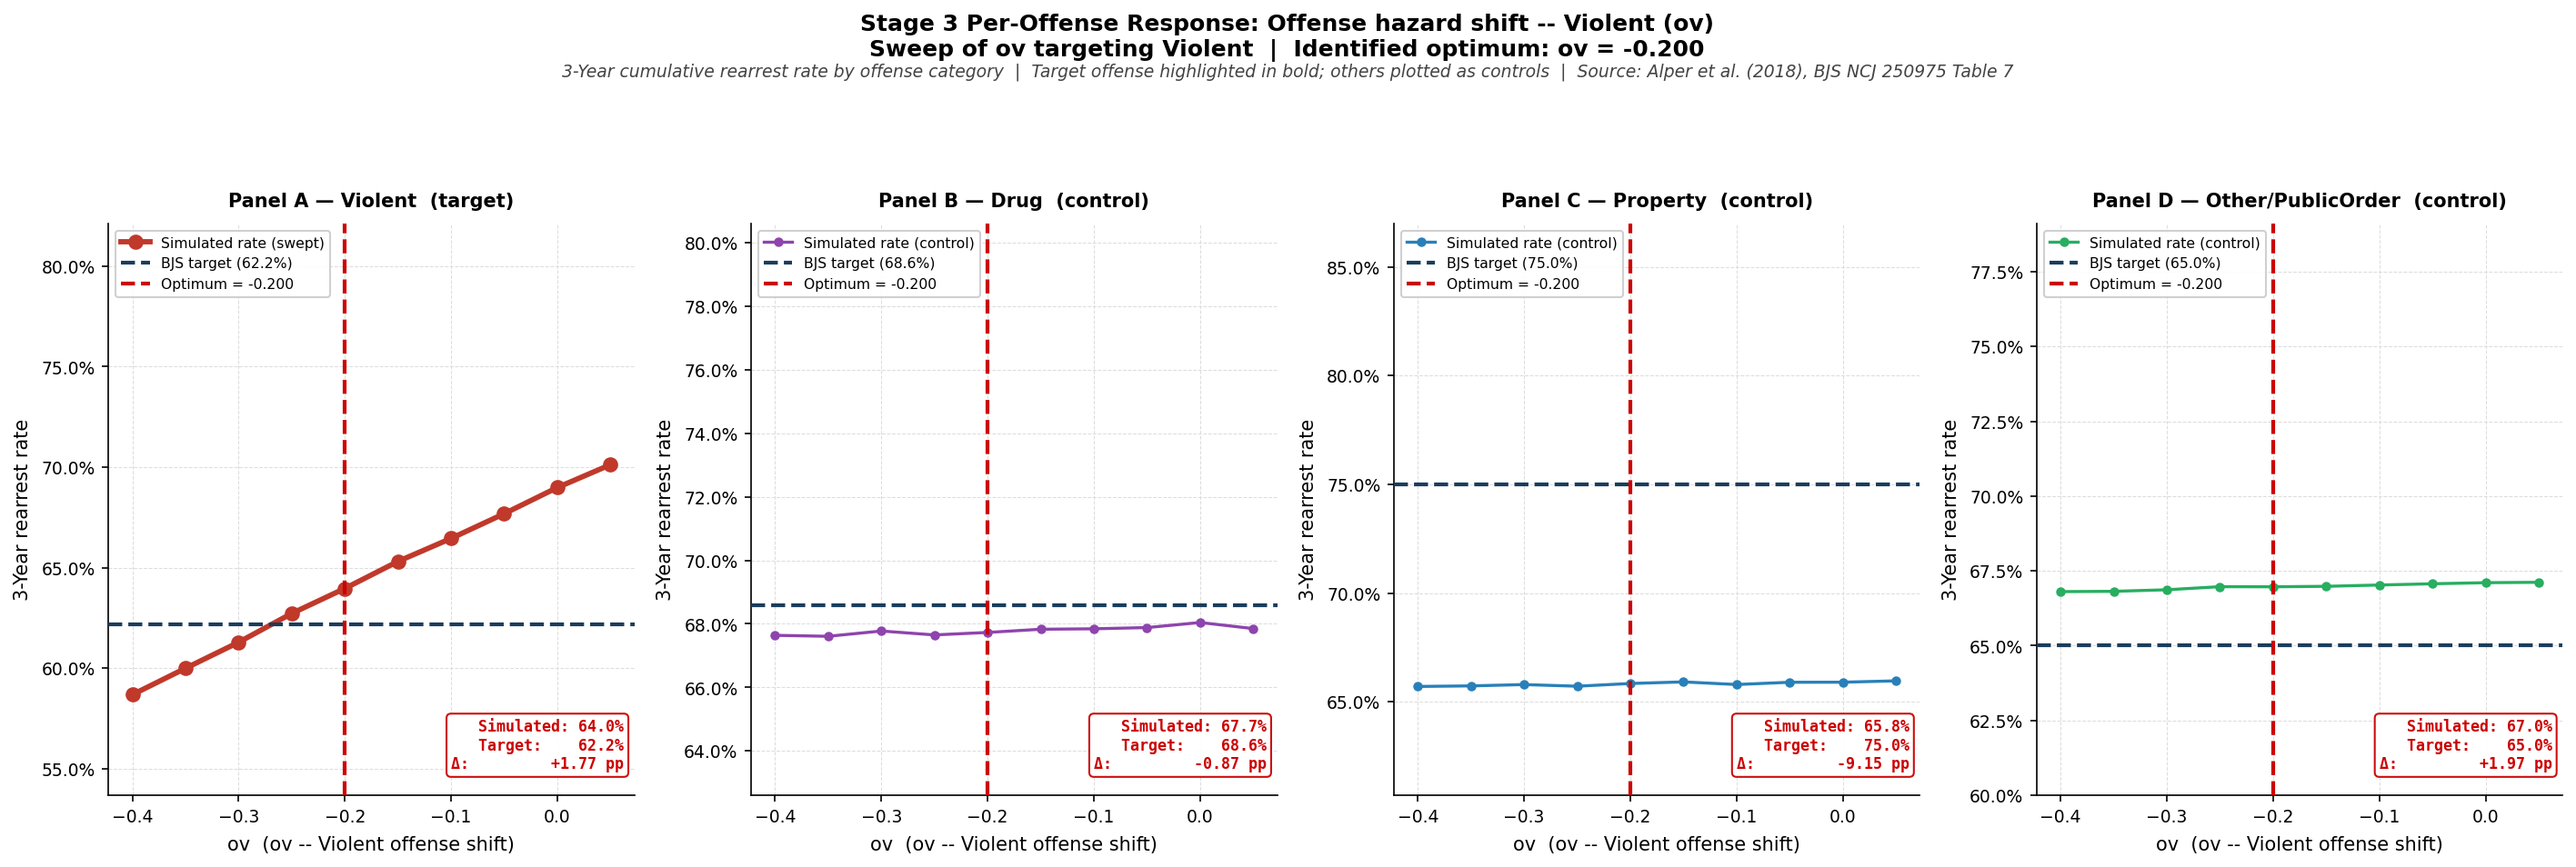 Stage 3 Per-Offense Response: Offense hazard shift -- Violent (ov)
Sweep of ov targeting Violent | Identified optimum: ov = -0.200
3-Year cumulative rearrest rate by offense category | Target offense highlighted in bold; others plotted as controls | Source: Alper et al. (2018), BJS NCJ 250975 Table 7
Panel A — Violent (target)
Simulated rate (swept)
BJS target (62.2%)
Optimum = -0.200
3-Year rearrest rate
80.0%
75.0%
70.0%
65.0%
60.0%
55.0%
Simulated: 64.0%
Target: 62.2%
Δ: +1.77 pp
−0.4 −0.3 −0.2 −0.1 0.0
ov (ov -- Violent offense shift)
Panel B — Drug (control)
Simulated rate (control)
BJS target (68.6%)
Optimum = -0.200
3-Year rearrest rate
80.0%
78.0%
76.0%
74.0%
72.0%
70.0%
68.0%
66.0%
64.0%
Simulated: 67.7%
Target: 68.6%
Δ: -0.87 pp
−0.4 −0.3 −0.2 −0.1 0.0
ov (ov -- Violent offense shift)
Panel C — Property (control)
Simulated rate (control)
BJS target (75.0%)
Optimum = -0.200
3-Year rearrest rate
85.0%
80.0%
75.0%
70.0%
65.0%
Simulated: 65.8%
Target: 75.0%
Δ: -9.15 pp
−0.4 −0.3 −0.2 −0.1 0.0
ov (ov -- Violent offense shift)
Panel D — Other/PublicOrder (control)
Simulated rate (control)
BJS target (65.0%)
Optimum = -0.200
3-Year rearrest rate
77.5%
75.0%
72.5%
70.0%
67.5%
65.0%
62.5%
60.0%
Simulated: 67.0%
Target: 65.0%
Δ: +1.97 pp
−0.4 −0.3 −0.2 −0.1 0.0
ov (ov -- Violent offense shift)